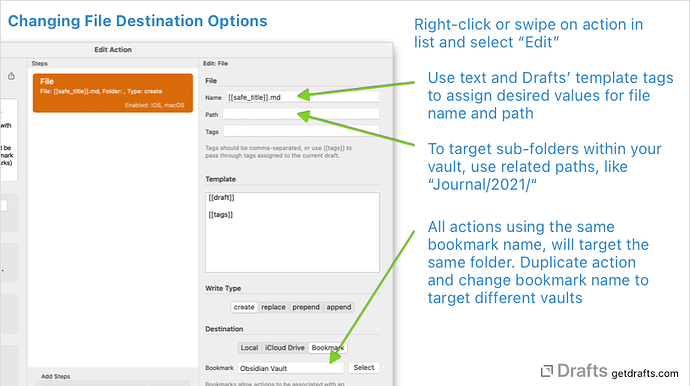 Changing File Destination Options
Right-click or swipe on action in
list and select “Edit”
Use text and Drafts’ template tags
to assign desired values for file
name and path
To target sub-folders within your
vault, use related paths, like
“Journal/2021/“
All actions using the same
bookmark name, will target the
same folder. Duplicate action
and change bookmark name to
target different vaults
Edit Action
Steps
File
File: {{safe_title}}.md, Folder: , Type: create
Enabled: iOS, macOS
Add Steps
Edit: File
File
Name [[safe_title]].md
Path
Tags
Tags should be comma-separated, or use [[tags]] to
pass through tags assigned to the current draft.
Template
[[draft]]
[[tags]]
Write Type
create replace prepend append
Destination
Local iCloud Drive Bookmark
Bookmark Obsidian Vault Select
Bookmarks allow actions to be associated with an
Drafts getdrafts.com